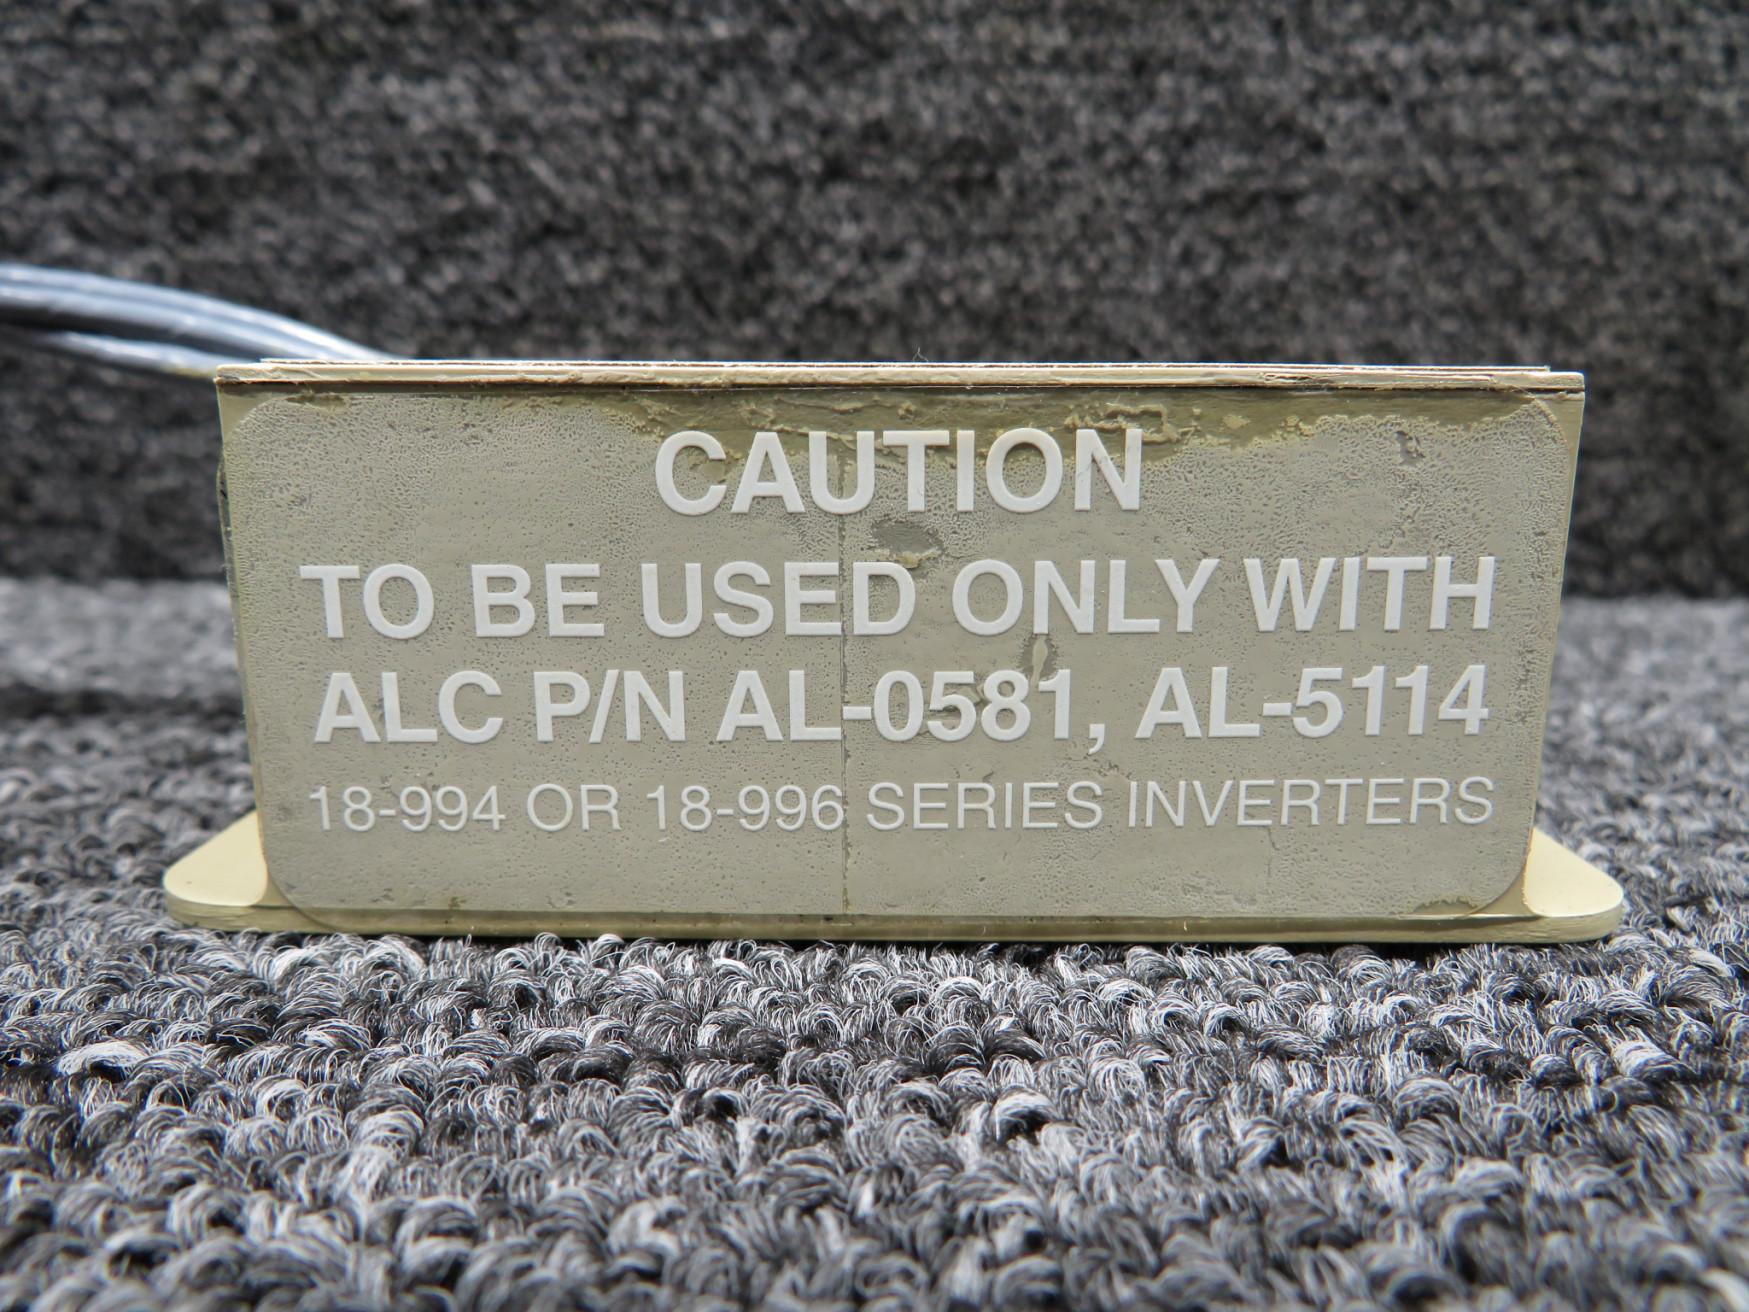 CAUTION
TO BE USED ONLY WITH
ALC P/N AL-0581, AL-5114
18-994 OR 18-996 SERIES INVERTERS